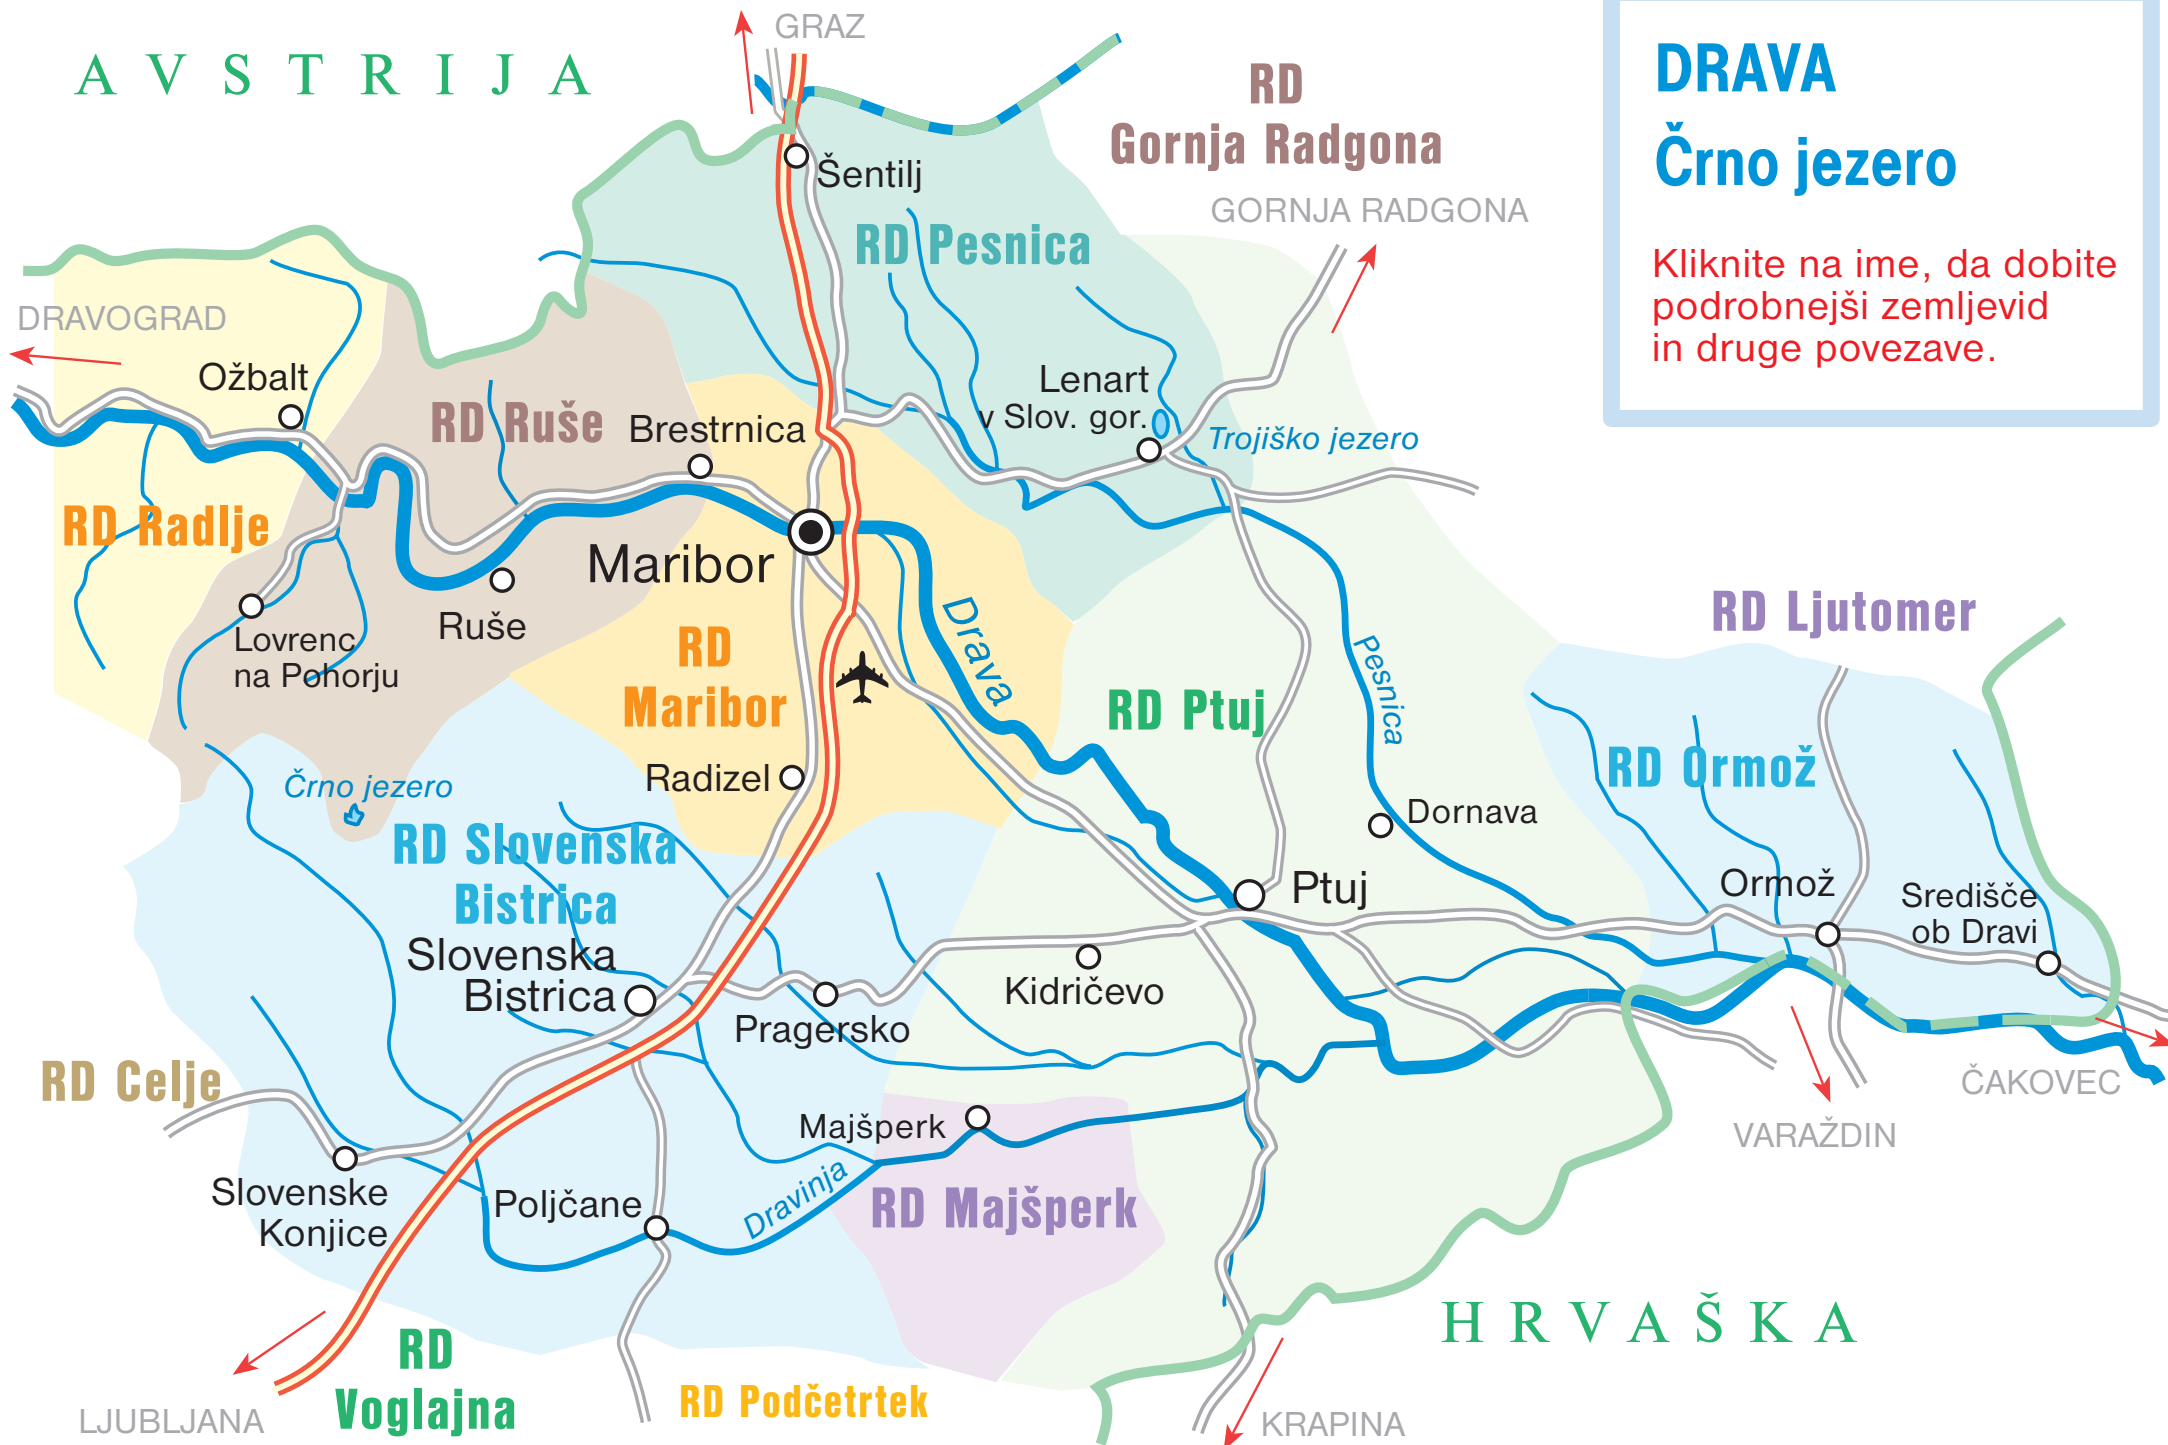 GRAZ
AVSTRIJA
DRAVA
Črno jezero
Kliknite na ime, da dobite
podrobnejši zemljevid
in druge povezave.
RD
Gornja Radgona
GORNJA RADGONA
Šentilj
RD Pesnica
DRAVOGRAD
Ožbalt
RD Ruše
Brestrnica
Lenart
v Slov. gor.
Trojiško jezero
RD Radlje
Maribor
Ruše
Lovrenc
na Pohorju
RD
Maribor
Drava
Pesnica
RD Ptuj
RD Ljutomer
RD Ormož
Radizel
Črno jezero
RD Slovenska
Bistrica
Dornava
Ptuj
Ormož
Središče
ob Dravi
Slovenska
Bistrica
Pragersko
Kidričevo
RD Celje
ČAKOVEC
VARAŽDIN
Majšperk
Slovenske
Konjice
Poljčane
Dravinja
RD Majšperk
HRVAŠKA
RD
Voglajna
RD Podčetrtek
LJUBLJANA
KRAPINA